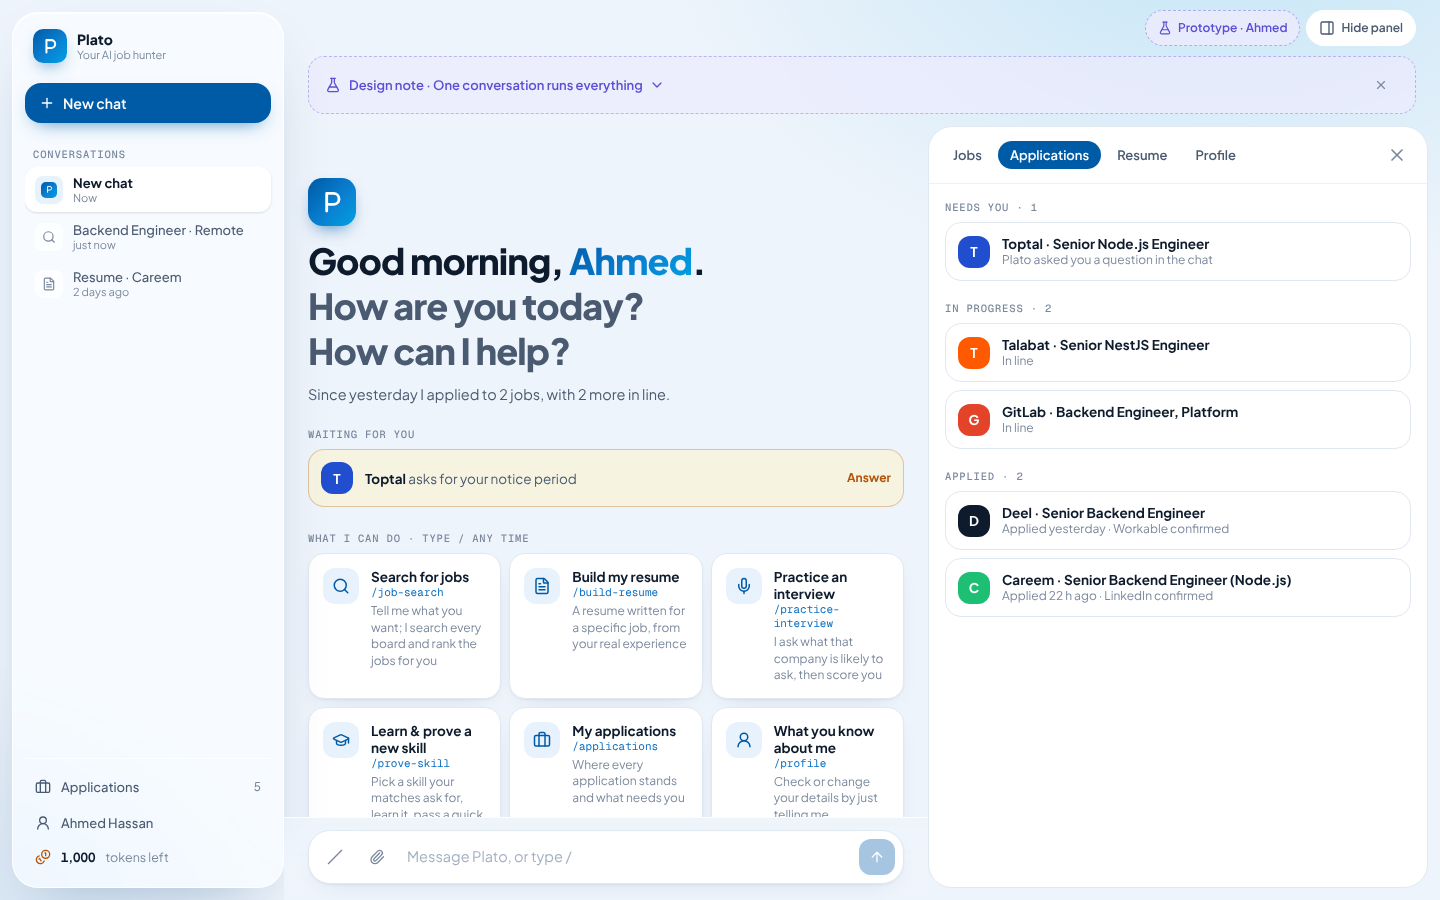 P
Plato
Your AI job hunter
New chat
CONVERSATIONS
P
New chat
Now
Backend Engineer · Remote
just now
Resume · Careem
2 days ago
Applications
5
Ahmed Hassan
1,000 tokens left
Prototype · Ahmed
Hide panel
Design note · One conversation runs everything
P
Good morning, Ahmed.
How are you today?
How can I help?
Since yesterday I applied to 2 jobs, with 2 more in line.
WAITING FOR YOU
T
Toptal asks for your notice period
Answer
WHAT I CAN DO · TYPE / ANY TIME
Search for jobs
/job-search
Tell me what you
want; I search every
board and rank the
jobs for you
Build my resume
/build-resume
A resume written for
a specific job, from
your real experience
Practice an
interview
/practice-
interview
I ask what that
company is likely to
ask, then score you
Learn & prove a
new skill
/prove-skill
Pick a skill your
matches ask for,
learn it, pass a quick
My applications
/applications
Where every
application stands
and what needs you
What you know
about me
/profile
Check or change
your details by just
telling me
Message Plato, or type /
Jobs
Applications
Resume
Profile
NEEDS YOU · 1
T
Toptal · Senior Node.js Engineer
Plato asked you a question in the chat
IN PROGRESS · 2
T
Talabat · Senior NestJS Engineer
In line
G
GitLab · Backend Engineer, Platform
In line
APPLIED · 2
D
Deel · Senior Backend Engineer
Applied yesterday · Workable confirmed
C
Careem · Senior Backend Engineer (Node.js)
Applied 22 h ago · LinkedIn confirmed